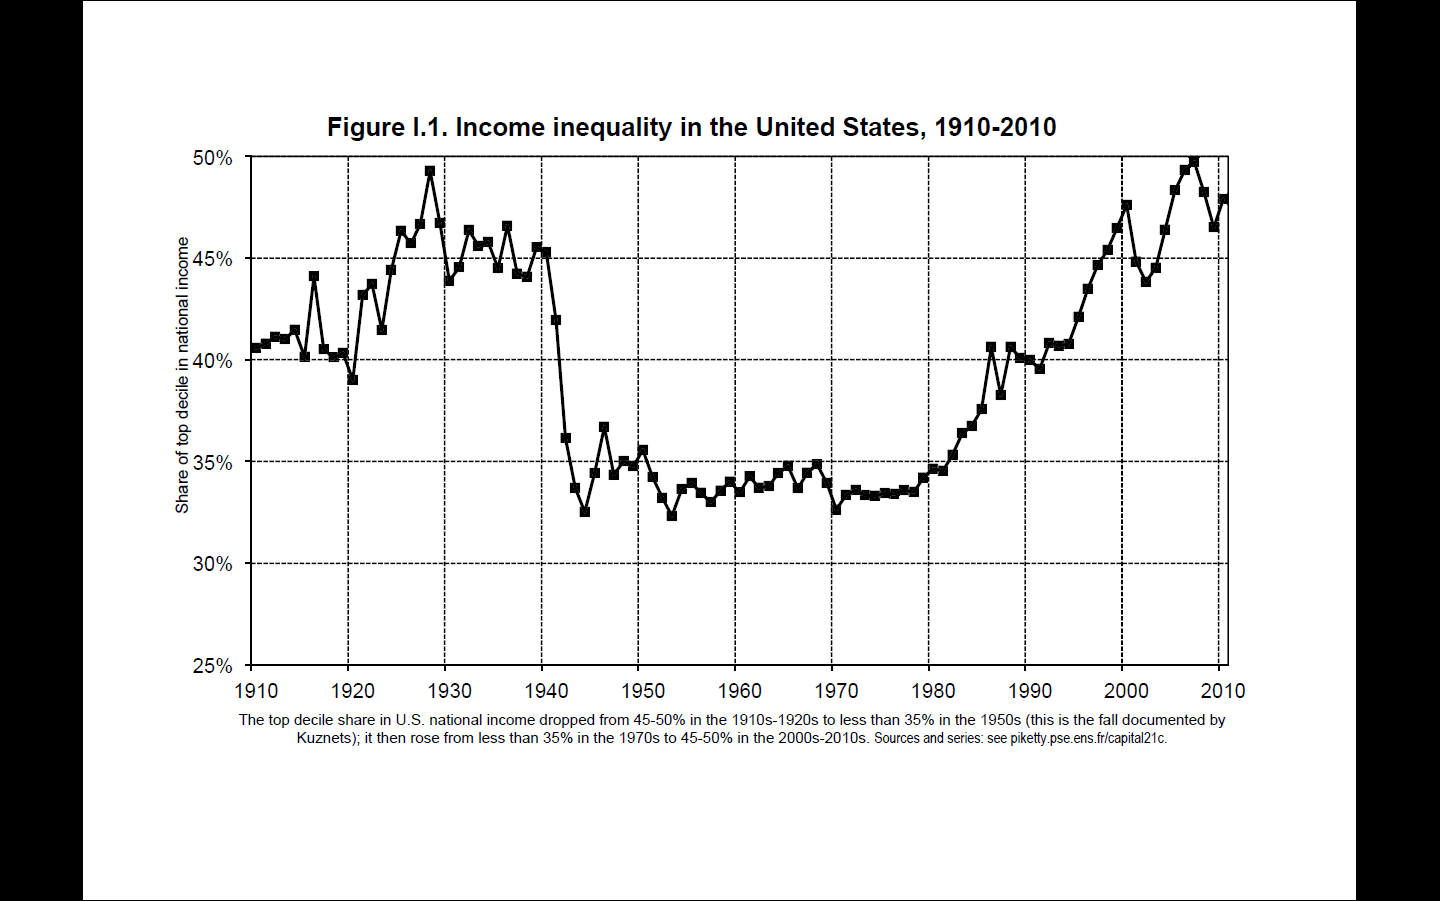 Figure I.1. Income inequality in the United States, 1910-2010
50%
45%
40%
35%
30%
25%
Share of top decile in national income
1910 1920 1930 1940 1950 1960 1970 1980 1990 2000 2010
The top decile share in U.S. national income dropped from 45-50% in the 1910s-1920s to less than 35% in the 1950s (this is the fall documented by
Kuznets); it then rose from less than 35% in the 1970s to 45-50% in the 2000s-2010s. Sources and series: see piketty.pse.ens.fr/capital21c.